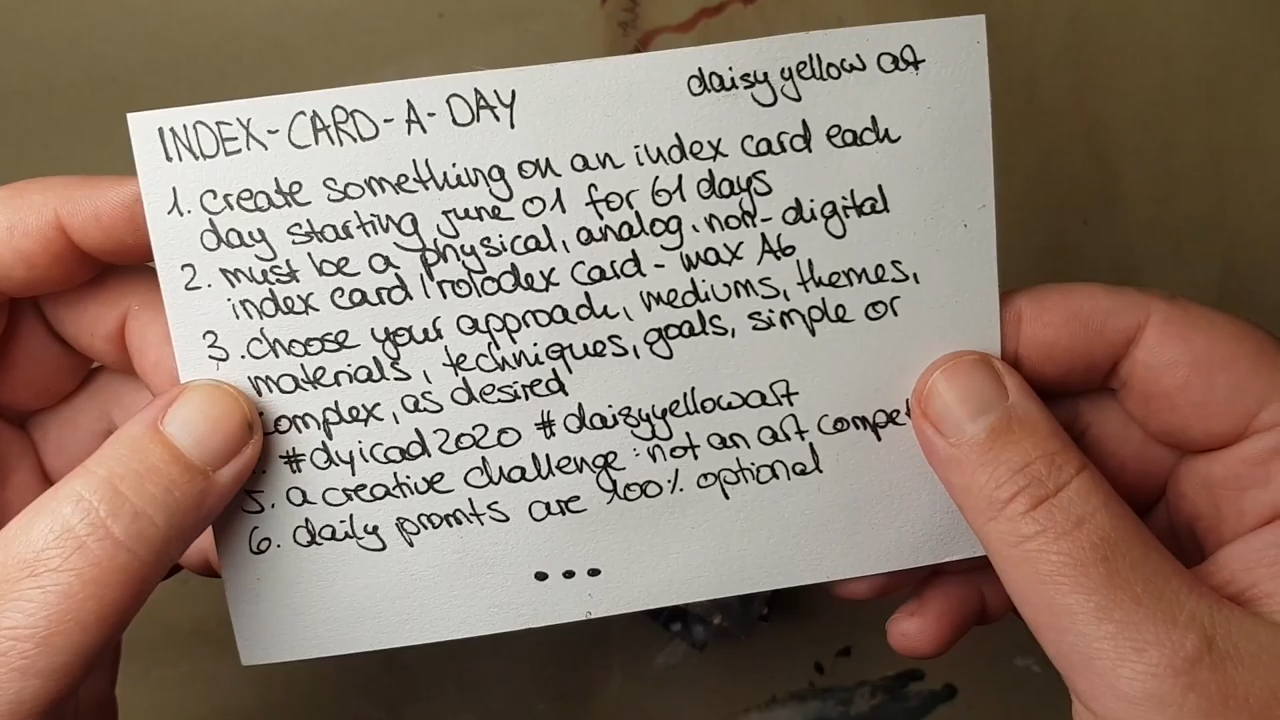 INDEX-CARD-A-DAY
daisy yellow art
1. create something on an index card each
day starting june 01 for 61 days
2. must be a physical, analog, non-digital
index card/rolodex card - max A6
3. choose your approach, mediums, themes,
materials, techniques, goals, simple or
complex, as desired
#dyicad2020 #daisyyellowart
5. a creative challenge: not an art compe
6. daily promts are 100% optional
•••